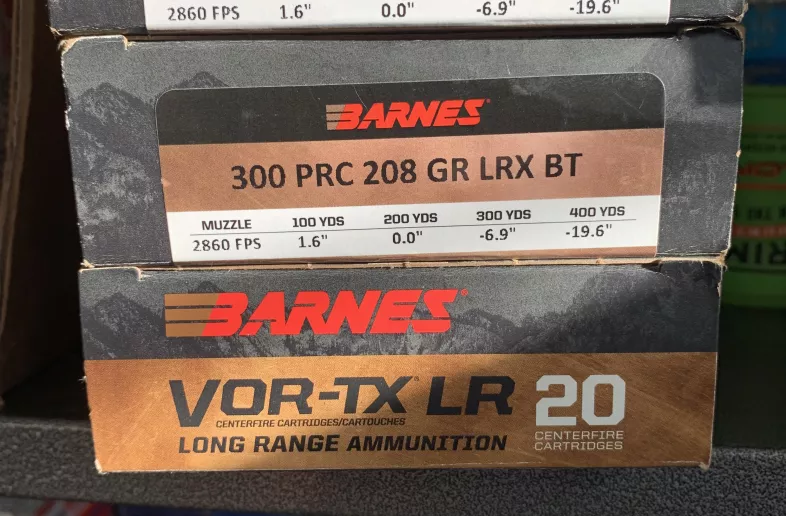 2860 FPS 1.6" 0.0" -6.9" -19.6"
BARNES
300 PRC 208 GR LRX BT
MUZZLE 100 YDS 200 YDS 300 YDS 400 YDS
2860 FPS 1.6" 0.0" -6.9" -19.6"
BARNES
VOR-TX LR 20
CENTERFIRE CARTRIDGES/CARTOUCHES
LONG RANGE AMMUNITION
CENTERFIRE
CARTRIDGES